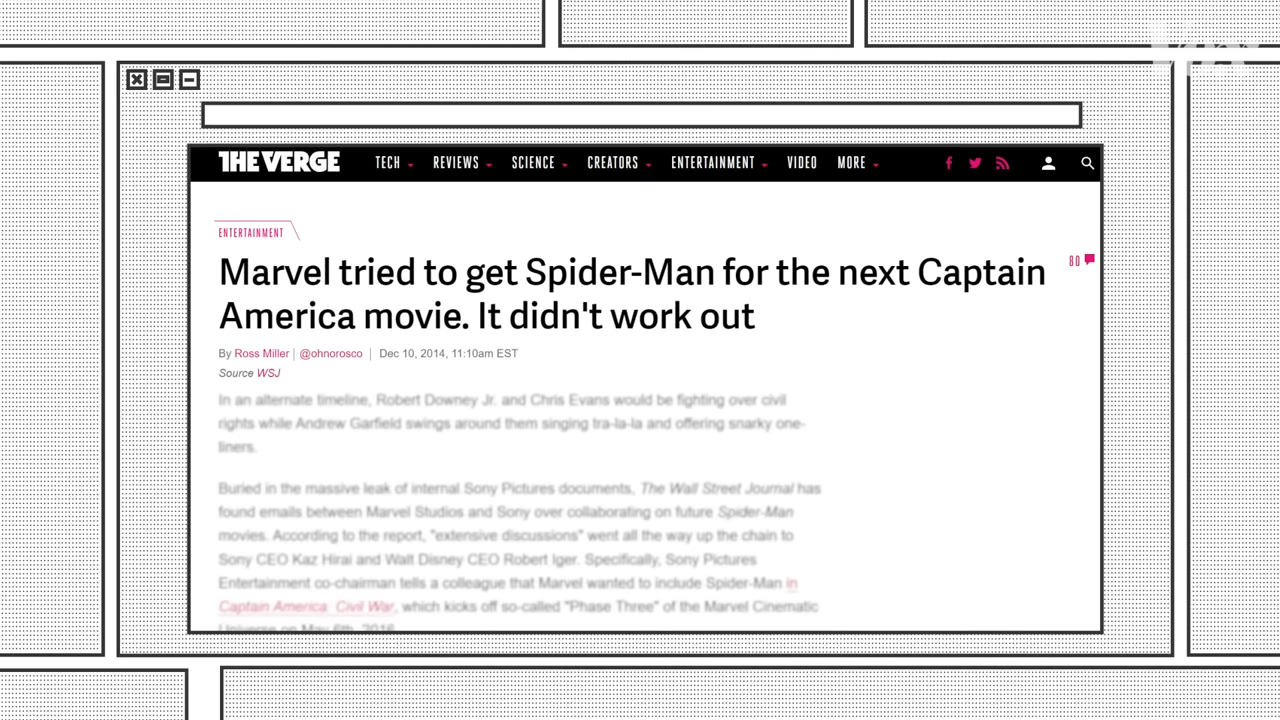 Vox
THE VERGE TECH REVIEWS SCIENCE CREATORS ENTERTAINMENT VIDEO MORE
ENTERTAINMENT
Marvel tried to get Spider-Man for the next Captain
80
America movie. It didn't work out
By Ross Miller | @ohnorosco | Dec 10, 2014, 11:10am EST
Source WSJ
In an alternate timeline, Robert Downey Jr. and Chris Evans would be fighting over civil
rights while Andrew Garfield swings around them singing tra-la-la and offering snarky one-
liners.
Buried in the massive leak of internal Sony Pictures documents, The Wall Street Journal has
found emails between Marvel Studios and Sony over collaborating on future Spider-Man
movies. According to the report, "extensive discussions" went all the way up the chain to
Sony CEO Kaz Hirai and Walt Disney CEO Robert Iger. Specifically, Sony Pictures
Entertainment co-chairman tells a colleague that Marvel wanted to include Spider-Man in
Captain America: Civil War, which kicks off so-called "Phase Three" of the Marvel Cinematic
Universe on May 6th, 2016